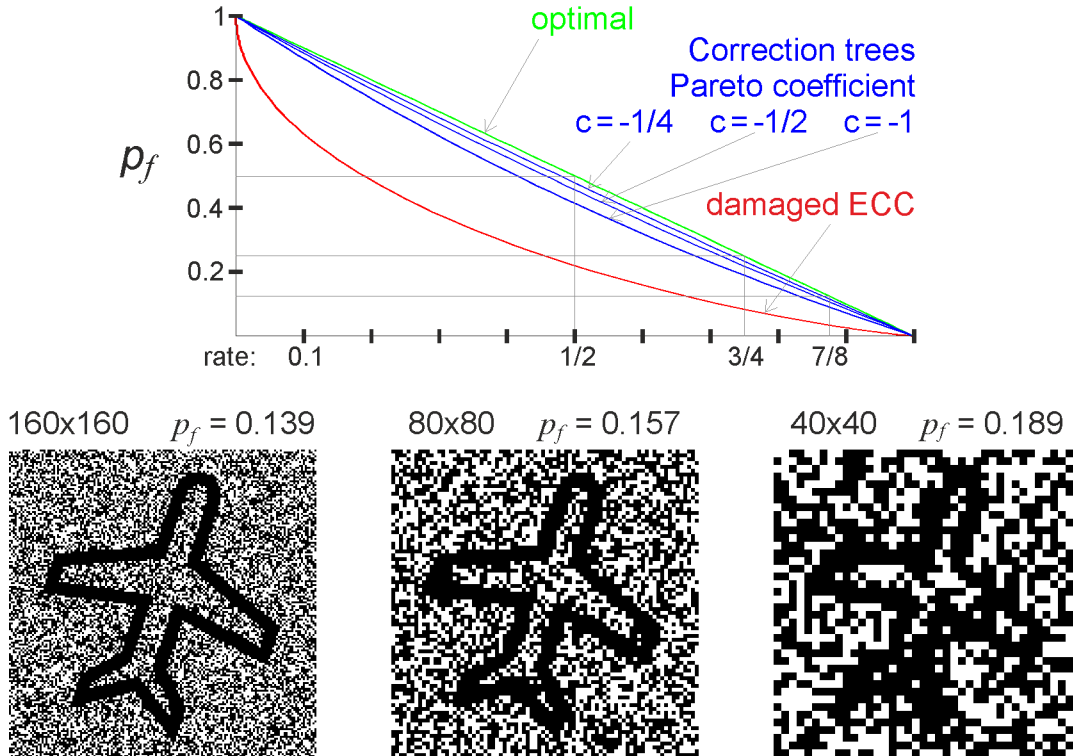 1
optimal
Correction trees
0.8
Pareto coefficient
c = -1/4 c = -1/2 c = -1
0.6
p_f
0.4
damaged ECC
0.2
rate: 0.1 1/2 3/4 7/8
160x160 p_f = 0.139 80x80 p_f = 0.157 40x40 p_f = 0.189